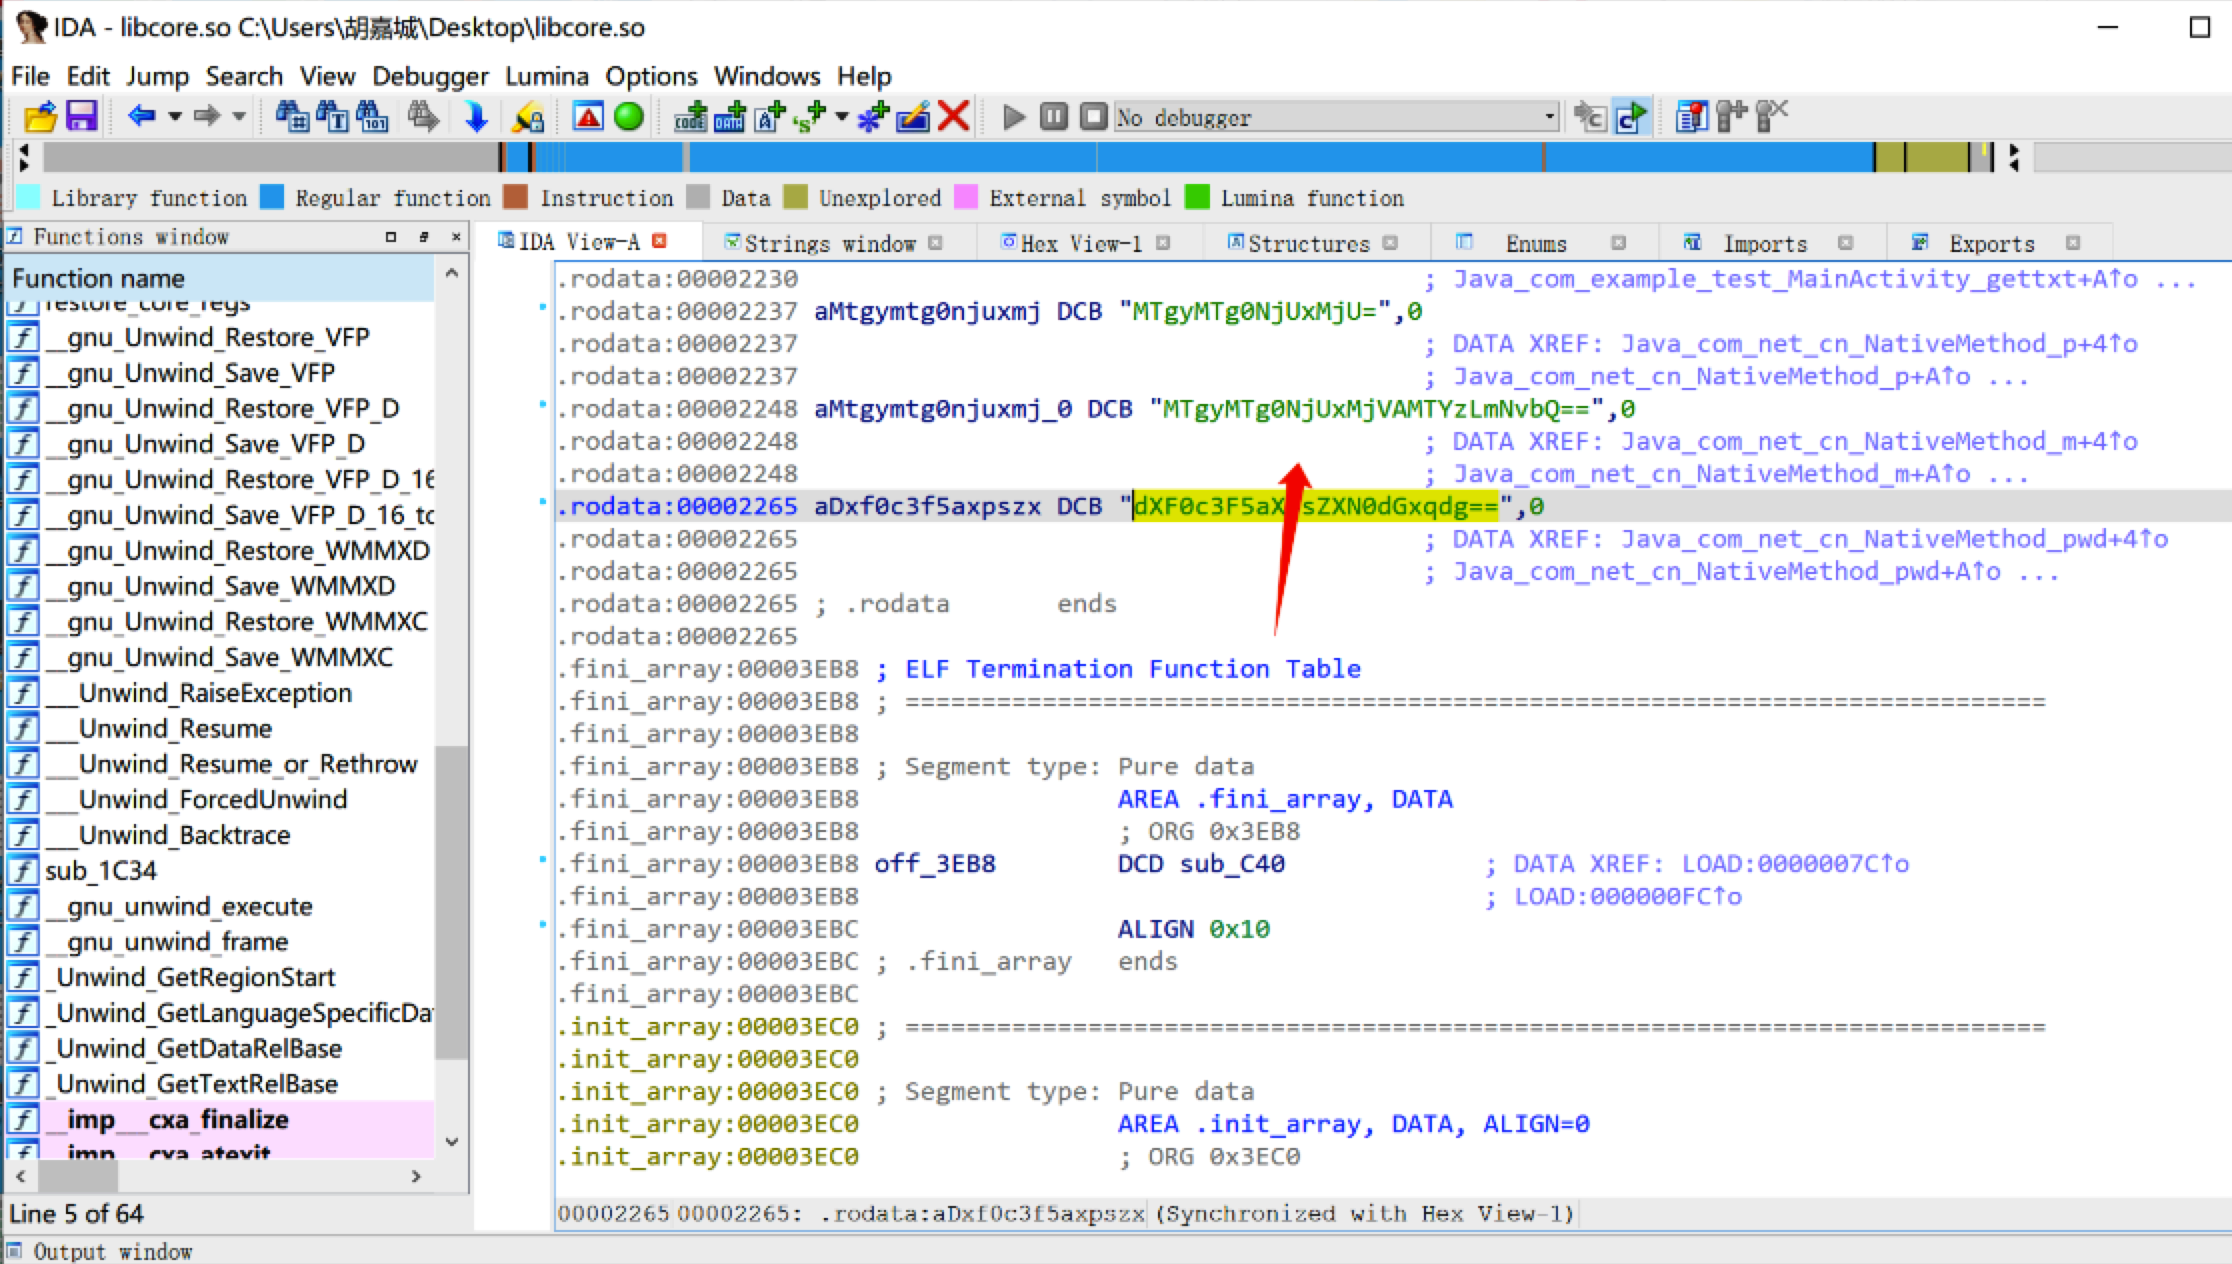 IDA - libcore.so C:\Users\胡嘉城\Desktop\libcore.so
File Edit Jump Search View Debugger Lumina Options Windows Help
No debugger
Library function Regular function Instruction Data Unexplored External symbol Lumina function
Functions window
IDA View-A Strings window Hex View-1 Structures Enums Imports Exports
Function name
restore_core_regs
__gnu_Unwind_Restore_VFP
__gnu_Unwind_Save_VFP
__gnu_Unwind_Restore_VFP_D
__gnu_Unwind_Save_VFP_D
__gnu_Unwind_Restore_VFP_D_16
__gnu_Unwind_Save_VFP_D_16_to
__gnu_Unwind_Restore_WMMXD
__gnu_Unwind_Save_WMMXD
__gnu_Unwind_Restore_WMMXC
__gnu_Unwind_Save_WMMXC
___Unwind_RaiseException
___Unwind_Resume
___Unwind_Resume_or_Rethrow
___Unwind_ForcedUnwind
___Unwind_Backtrace
sub_1C34
__gnu_unwind_execute
__gnu_unwind_frame
_Unwind_GetRegionStart
_Unwind_GetLanguageSpecificDa
_Unwind_GetDataRelBase
_Unwind_GetTextRelBase
__imp___cxa_finalize
__imp___cxa_atexit
Line 5 of 64
.rodata:00002230 ; Java_com_example_test_MainActivity_gettxt+A↑o ...
.rodata:00002237 aMtgymtg0njuxmj DCB "MTgyMTg0NjUxMjU=",0
.rodata:00002237 ; DATA XREF: Java_com_net_cn_NativeMethod_p+4↑o
.rodata:00002237 ; Java_com_net_cn_NativeMethod_p+A↑o ...
.rodata:00002248 aMtgymtg0njuxmj_0 DCB "MTgyMTg0NjUxMjVAMTYzLmNvbQ==",0
.rodata:00002248 ; DATA XREF: Java_com_net_cn_NativeMethod_m+4↑o
.rodata:00002248 ; Java_com_net_cn_NativeMethod_m+A↑o ...
.rodata:00002265 aDxf0c3f5axpszx DCB
.rodata:00002265 ; DATA XREF: Java_com_net_cn_NativeMethod_pwd+4↑o
.rodata:00002265 ; Java_com_net_cn_NativeMethod_pwd+A↑o ...
.rodata:00002265 ; .rodata ends
.rodata:00002265
.fini_array:00003EB8 ; ELF Termination Function Table
.fini_array:00003EB8 ; ===========================================================================
.fini_array:00003EB8
.fini_array:00003EB8 ; Segment type: Pure data
.fini_array:00003EB8 AREA .fini_array, DATA
.fini_array:00003EB8 ; ORG 0x3EB8
.fini_array:00003EB8 off_3EB8 DCD sub_C40 ; DATA XREF: LOAD:0000007C↑o
.fini_array:00003EB8 ; LOAD:000000FC↑o
.fini_array:00003EBC ALIGN 0x10
.fini_array:00003EBC ; .fini_array ends
.fini_array:00003EBC
.init_array:00003EC0 ; ===========================================================================
.init_array:00003EC0
.init_array:00003EC0 ; Segment type: Pure data
.init_array:00003EC0 AREA .init_array, DATA, ALIGN=0
.init_array:00003EC0 ; ORG 0x3EC0
00002265 00002265: .rodata:aDxf0c3f5axpszx (Synchronized with Hex View-1)
Output window